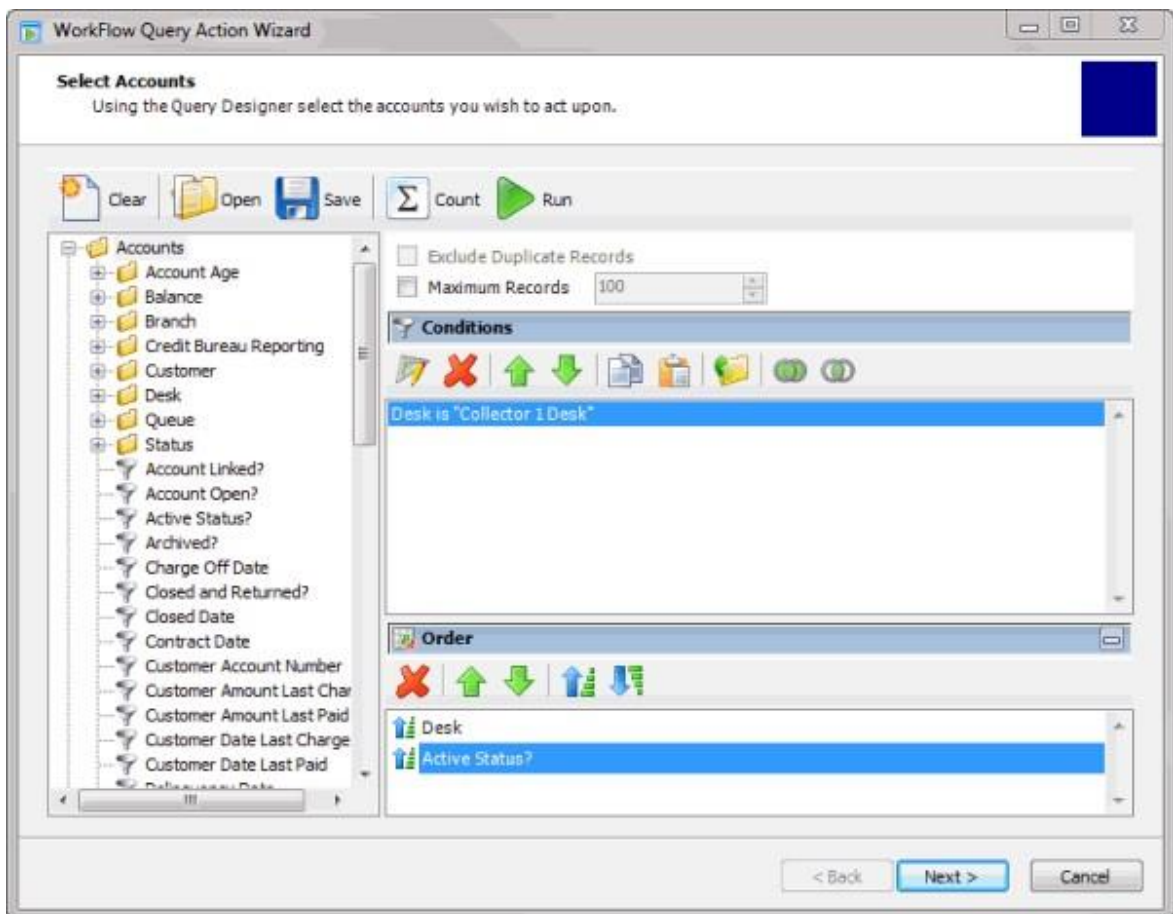 WorkFlow Query Action Wizard
Select Accounts
Using the Query Designer select the accounts you wish to act upon.
Clear Open Save Σ Count Run
Accounts
Account Age
Balance
Branch
Credit Bureau Reporting
Customer
Desk
Queue
Status
Account Linked?
Account Open?
Active Status?
Archived?
Charge Off Date
Closed and Returned?
Closed Date
Contract Date
Customer Account Number
Customer Amount Last Char
Customer Amount Last Paid
Customer Date Last Charge
Customer Date Last Paid
Exclude Duplicate Records
Maximum Records 100
Conditions
Desk is "Collector 1 Desk"
Order
Desk
Active Status?
< Back Next > Cancel